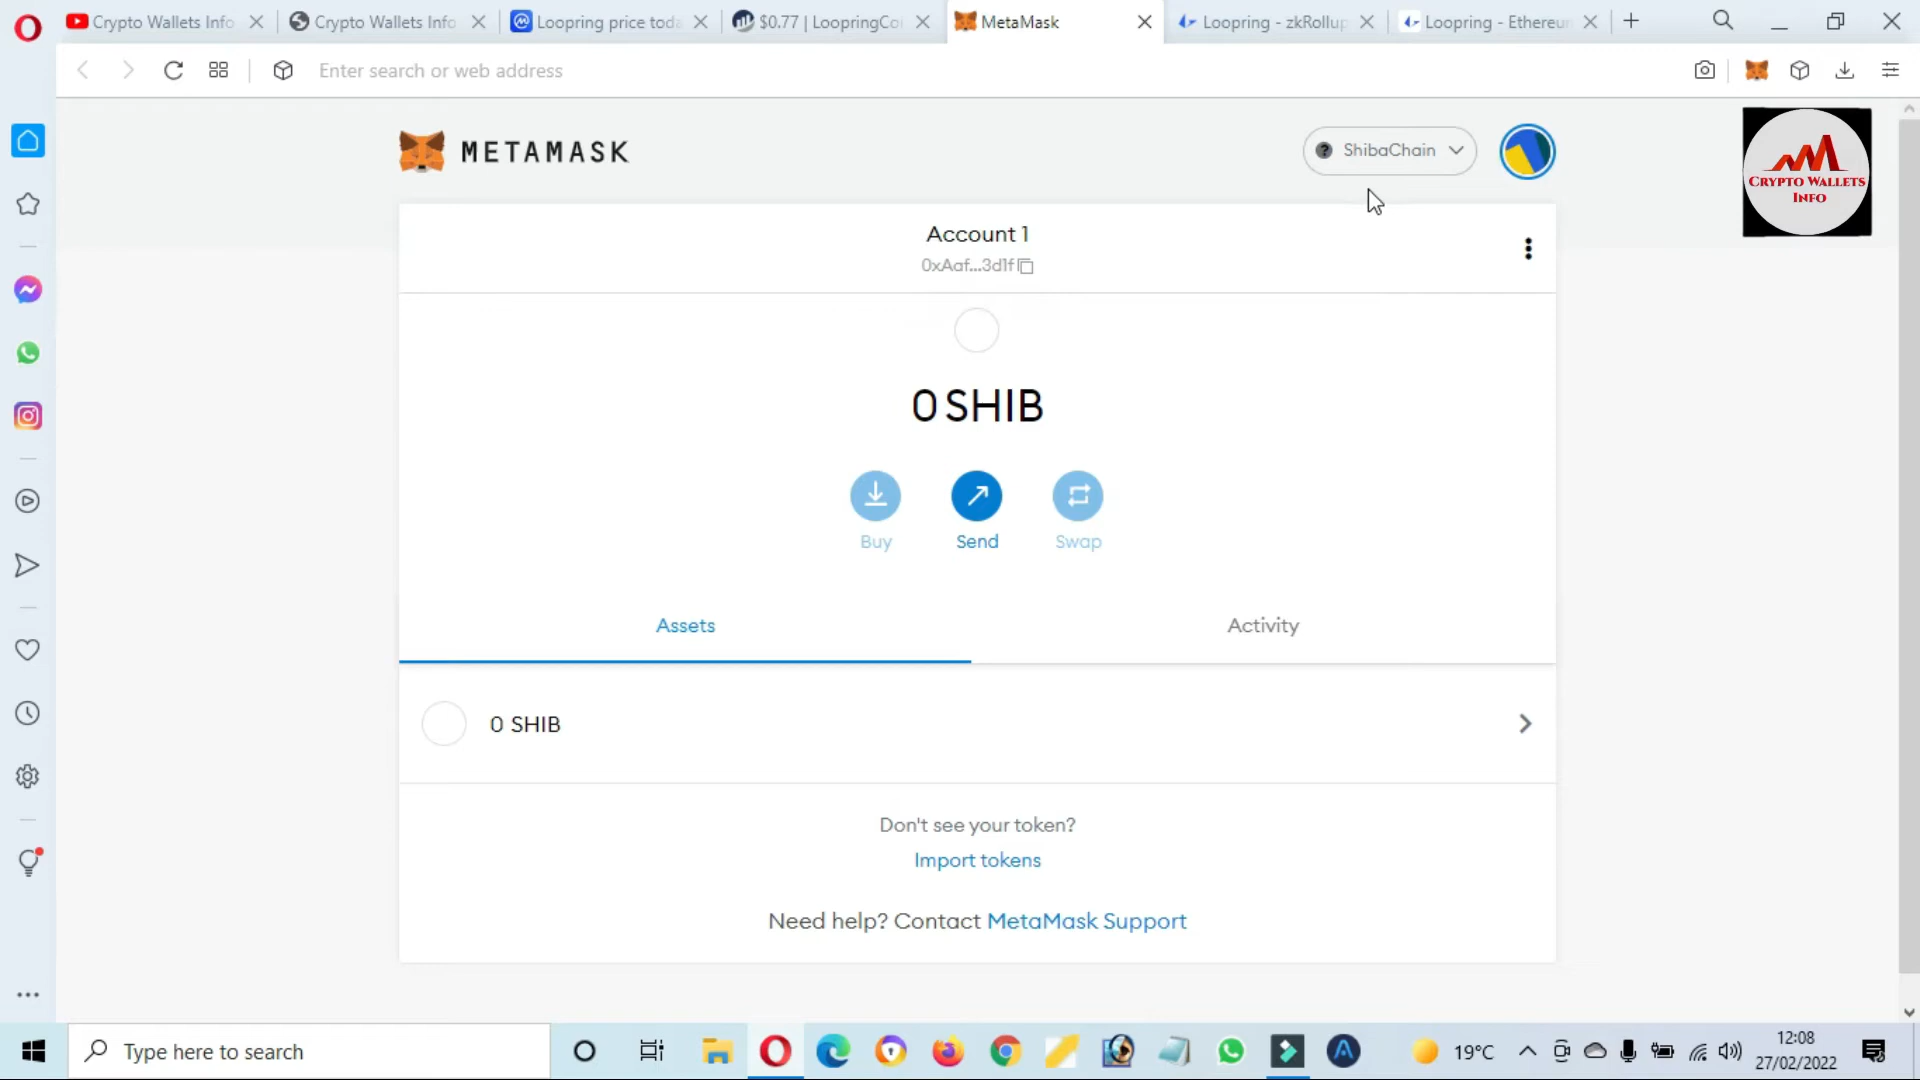 Crypto Wallets Info
Crypto Wallets Info
Loopring price toda
$0.77 | LoopringCoi
MetaMask
Loopring - zkRollup
Loopring - Ethereum
Enter search or web address
METAMASK
ShibaChain
CRYPTO WALLETS
INFO
Account 1
0xAaf...3d1f
0 SHIB
Buy
Send
Swap
Assets
Activity
0 SHIB
Don't see your token?
Import tokens
Need help? Contact MetaMask Support
Type here to search
19°C
12:08
27/02/2022